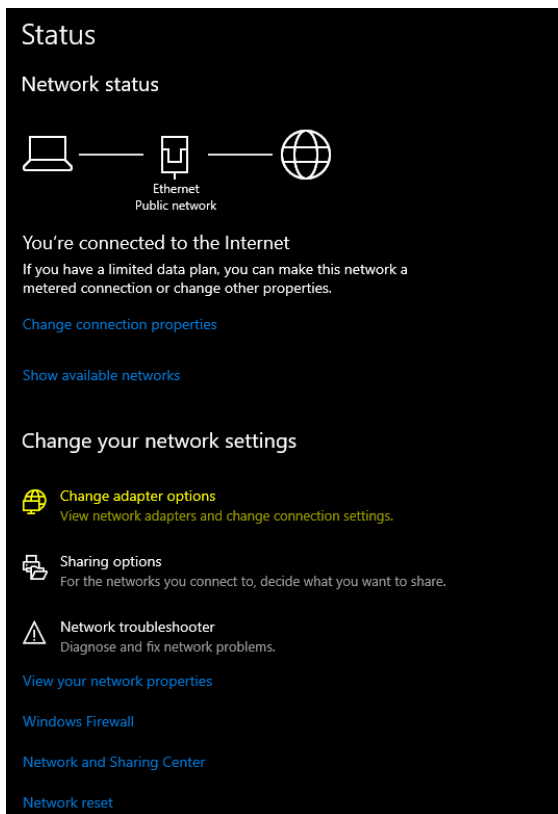 Status
Network status
Ethernet
Public network
You're connected to the Internet
If you have a limited data plan, you can make this network a
metered connection or change other properties.
Change connection properties
Show available networks
Change your network settings
Change adapter options
View network adapters and change connection settings.
Sharing options
For the networks you connect to, decide what you want to share.
Network troubleshooter
Diagnose and fix network problems.
View your network properties
Windows Firewall
Network and Sharing Center
Network reset